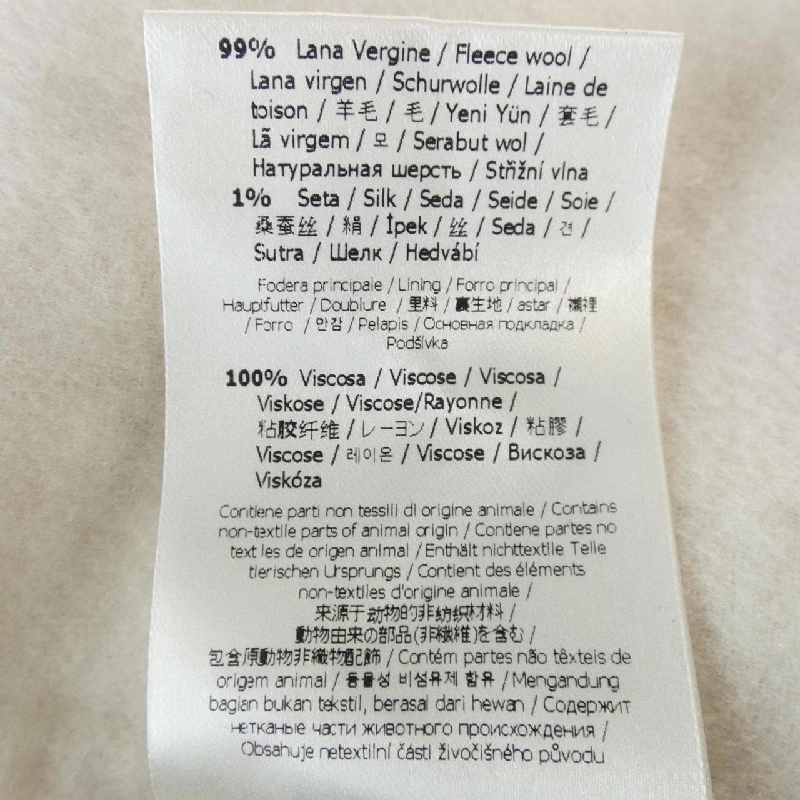 99% Lana Vergine / Fleece wool /
Lana virgen / Schurwolle / Laine de
toison / 羊毛 / 毛 / Yeni Yün / 套毛 /
Lã virgem / 모 / Serabut wol /
Натуральная шерсть / Střižní vlna
1% Seta / Silk / Seda / Seide / Soie /
桑蚕丝 / 絹 / İpek / 丝 / Seda / 견 /
Sutra / Шелк / Hedvábí
Fodera principale / Lining / Forro principal /
Hauptfutter / Doublure / 里料 / 裏生地 / astar / 襯裡
/ Forro / 안감 / Pelapis / Основная подкладка /
Podšívka
100% Viscosa / Viscose / Viscosa /
Viskose / Viscose/Rayonne /
粘胶纤维 / レーヨン / Viskoz / 粘膠 /
Viscose / 레이온 / Viscose / Вискоза /
Viskóza
Contiene parti non tessili di origine animale / Contains
non-textile parts of animal origin / Contiene partes no
textiles de origen animal / Enthält nichttextile Teile
tierischen Ursprungs / Contient des éléments
non-textiles d'origine animale /
来源于动物的非纺织材料 /
動物由来の部品(非繊維)を含む /
包含原動物非織物配飾 / Contém partes não têxteis de
origem animal / 동물성 비섬유제 함유 / Mengandung
bagian bukan tekstil, berasal dari hewan / Содержит
нетканые части животного происхождения /
Obsahuje netextilní části živočišného původu